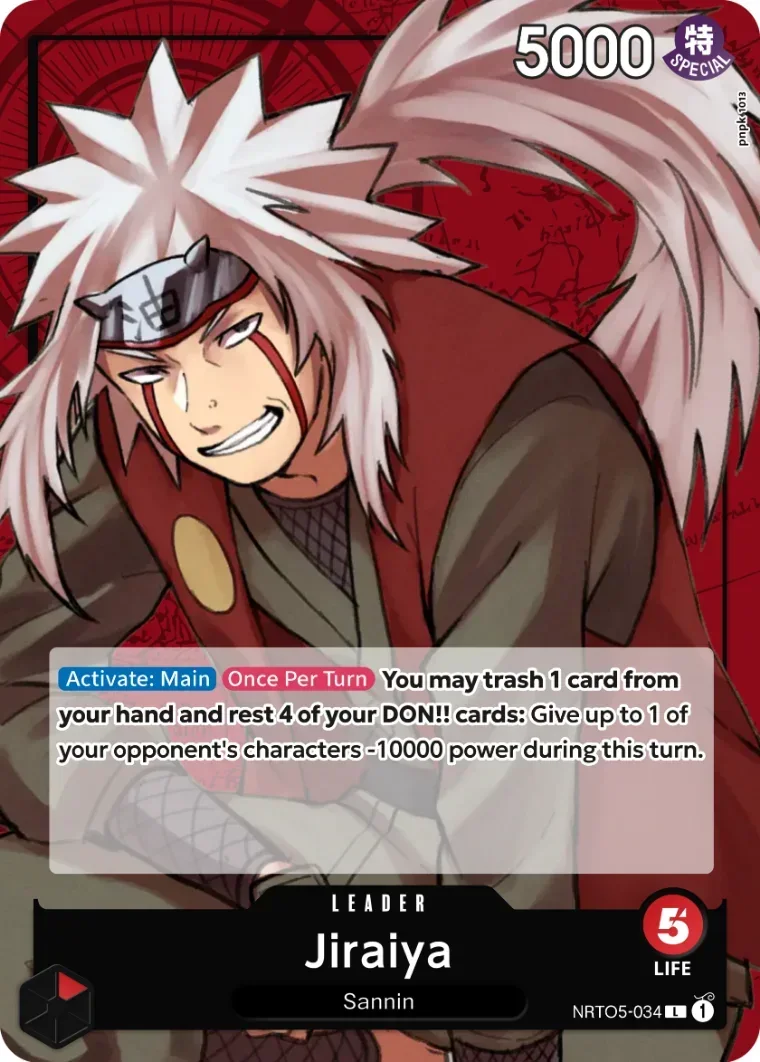 5000
特
SPECIAL
pnpk_1013
油
Activate: Main Once Per Turn You may trash 1 card from
your hand and rest 4 of your DON!! cards: Give up to 1 of
your opponent's characters -10000 power during this turn.
LEADER
Jiraiya
Sannin
5
LIFE
NRTO5-034 L 1